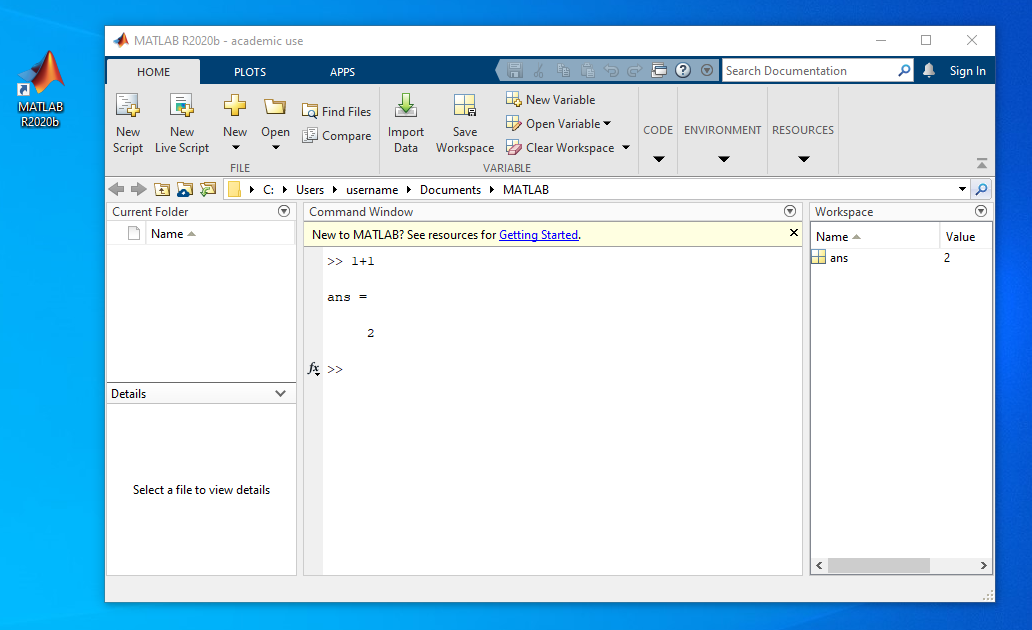 MATLAB R2020b
MATLAB R2020b - academic use
HOME PLOTS APPS
Search Documentation
Sign In
New Script
New Live Script
New
Open
Find Files
Compare
FILE
Import Data
Save Workspace
New Variable
Open Variable
Clear Workspace
VARIABLE
CODE
ENVIRONMENT
RESOURCES
C: Users username Documents MATLAB
Current Folder
Name
Details
Select a file to view details
Command Window
New to MATLAB? See resources for Getting Started.
>> 1+1
ans =
2
fx >>
Workspace
Name Value
ans 2